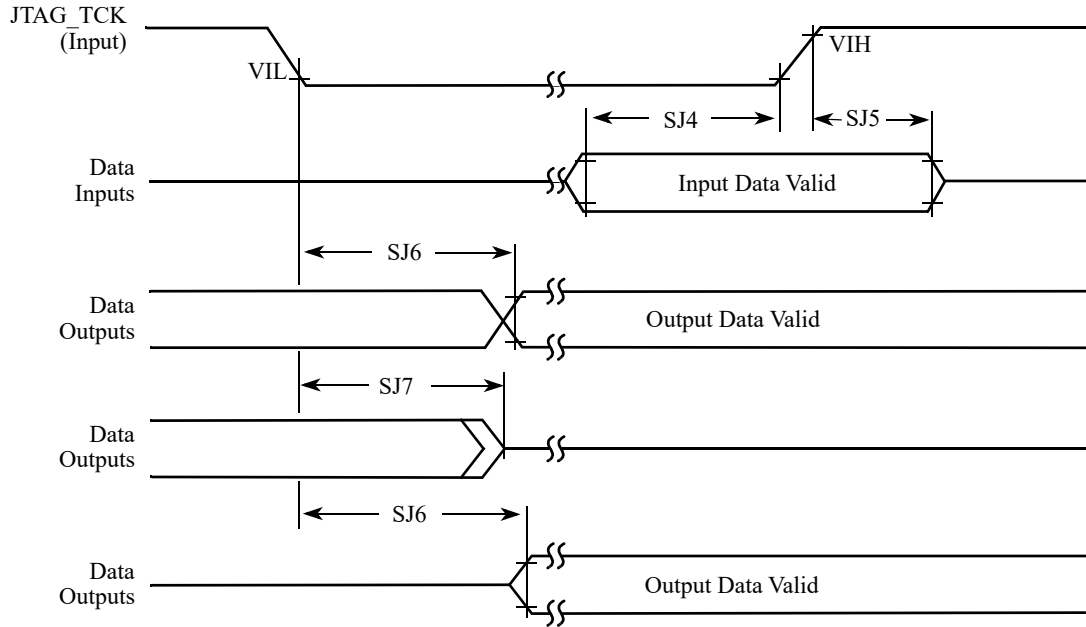 JTAG_TCK
(Input)
VIL
VIH
SJ4
SJ5
Data
Inputs
Input Data Valid
SJ6
Data
Outputs
Output Data Valid
SJ7
Data
Outputs
SJ6
Data
Outputs
Output Data Valid